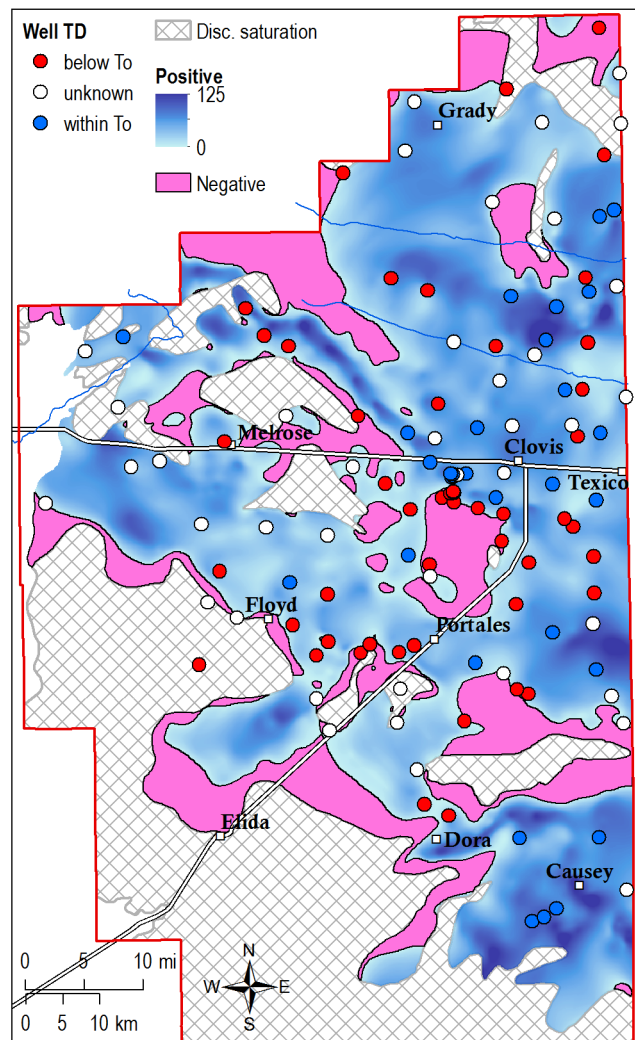 Well TD
below To
unknown
within To
Disc. saturation
Positive
125
0
Negative
Grady
Melrose
Clovis
Texico
Floyd
Portales
Elida
Dora
Causey
0 5 10 mi
0 5 10 km
N
W E
S